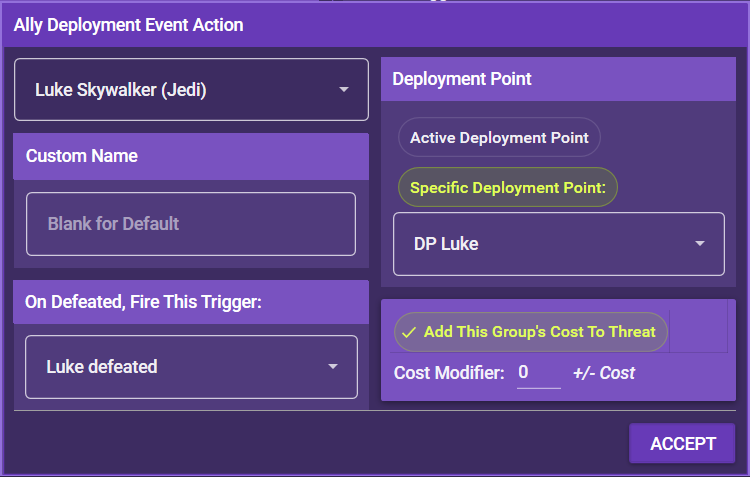 Ally Deployment Event Action
Luke Skywalker (Jedi)
Custom Name
Blank for Default
On Defeated, Fire This Trigger:
Luke defeated
Deployment Point
Active Deployment Point
Specific Deployment Point:
DP Luke
Add This Group's Cost To Threat
Cost Modifier: 0 +/- Cost
ACCEPT